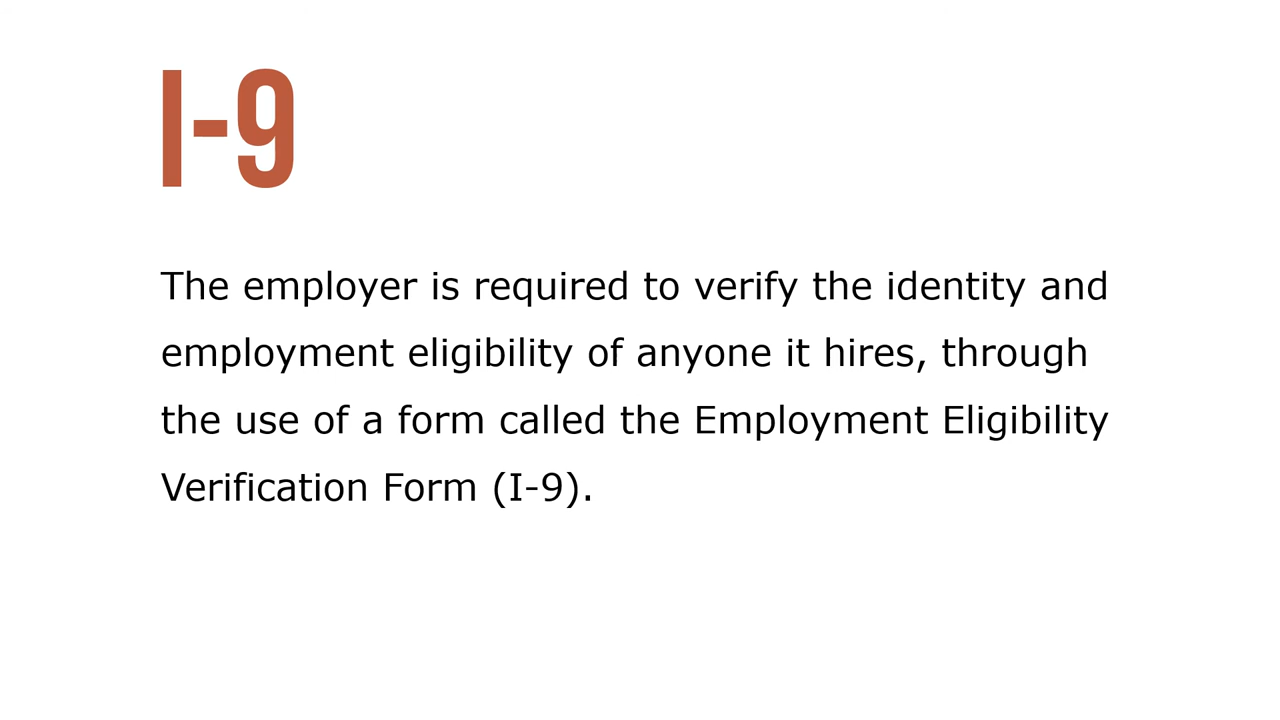 I-9
The employer is required to verify the identity and
employment eligibility of anyone it hires, through
the use of a form called the Employment Eligibility
Verification Form (I-9).